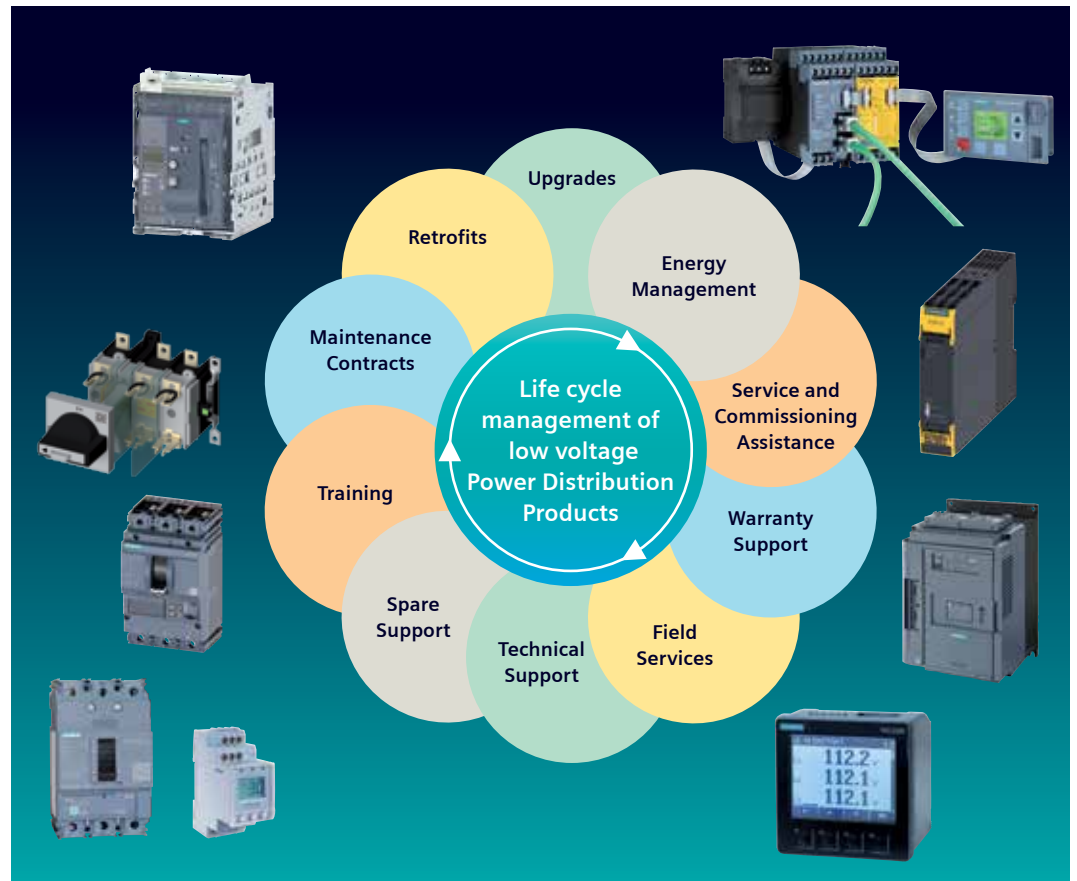 Upgrades
Retrofits
Energy
Management
Maintenance
Contracts
Life cycle
management of
low voltage
Power Distribution
Products
Service and
Commissioning
Assistance
Training
Warranty
Support
Spare
Support
Technical
Support
Field
Services
112.2
112.1
112.1